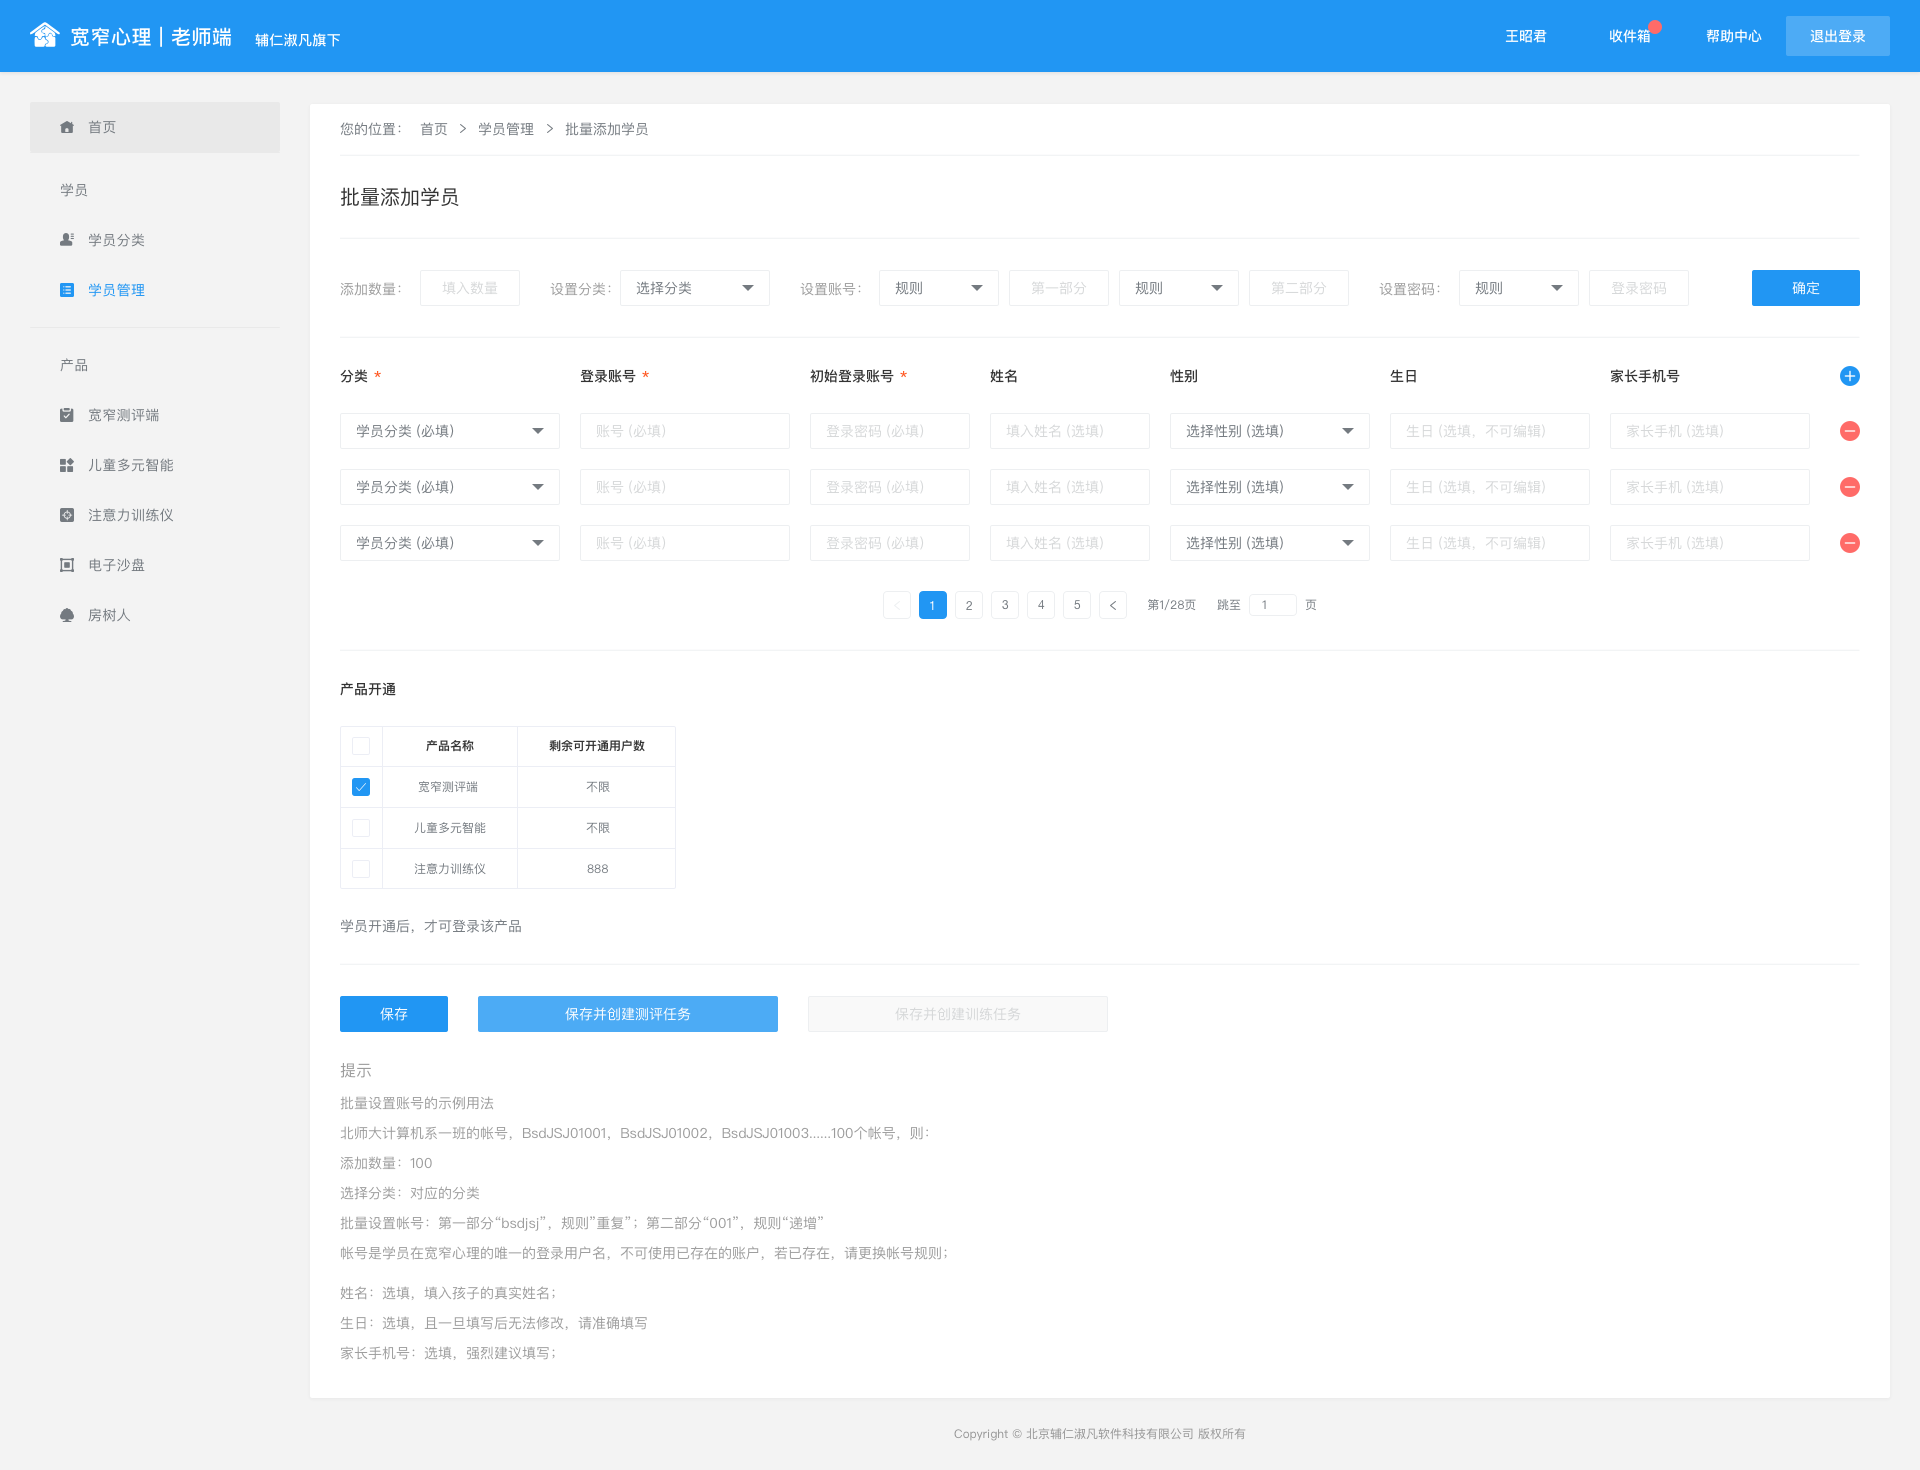 宽窄心理 | 老师端 辅仁淑凡旗下 王昭君 收件箱 帮助中心 退出登录
首页
学员
学员分类
学员管理
产品
宽窄测评端
儿童多元智能
注意力训练仪
电子沙盘
房树人
您的位置： 首页 > 学员管理 > 批量添加学员
批量添加学员
添加数量： 填入数量 设置分类： 选择分类 设置账号： 规则 第一部分 规则 第二部分 设置密码： 规则 登录密码 确定
分类 * 登录账号 * 初始登录账号 * 姓名 性别 生日 家长手机号
学员分类 (必填) 账号 (必填) 登录密码 (必填) 填入姓名 (选填) 选择性别 (选填) 生日 (选填，不可编辑) 家长手机 (选填)
学员分类 (必填) 账号 (必填) 登录密码 (必填) 填入姓名 (选填) 选择性别 (选填) 生日 (选填，不可编辑) 家长手机 (选填)
学员分类 (必填) 账号 (必填) 登录密码 (必填) 填入姓名 (选填) 选择性别 (选填) 生日 (选填，不可编辑) 家长手机 (选填)
< 1 2 3 4 5 < 第1/28页 跳至 1 页
产品开通
产品名称 剩余可开通用户数
宽窄测评端 不限
儿童多元智能 不限
注意力训练仪 888
学员开通后，才可登录该产品
保存 保存并创建测评任务 保存并创建训练任务
提示
批量设置账号的示例用法
北师大计算机系一班的帐号，BsdJSJ01001，BsdJSJ01002，BsdJSJ01003......100个帐号，则：
添加数量：100
选择分类：对应的分类
批量设置帐号：第一部分“bsdjsj”，规则”重复”；第二部分“001”，规则“递增”
帐号是学员在宽窄心理的唯一的登录用户名，不可使用已存在的账户，若已存在，请更换帐号规则；
姓名：选填，填入孩子的真实姓名；
生日：选填，且一旦填写后无法修改，请准确填写
家长手机号：选填，强烈建议填写；
Copyright © 北京辅仁淑凡软件科技有限公司 版权所有